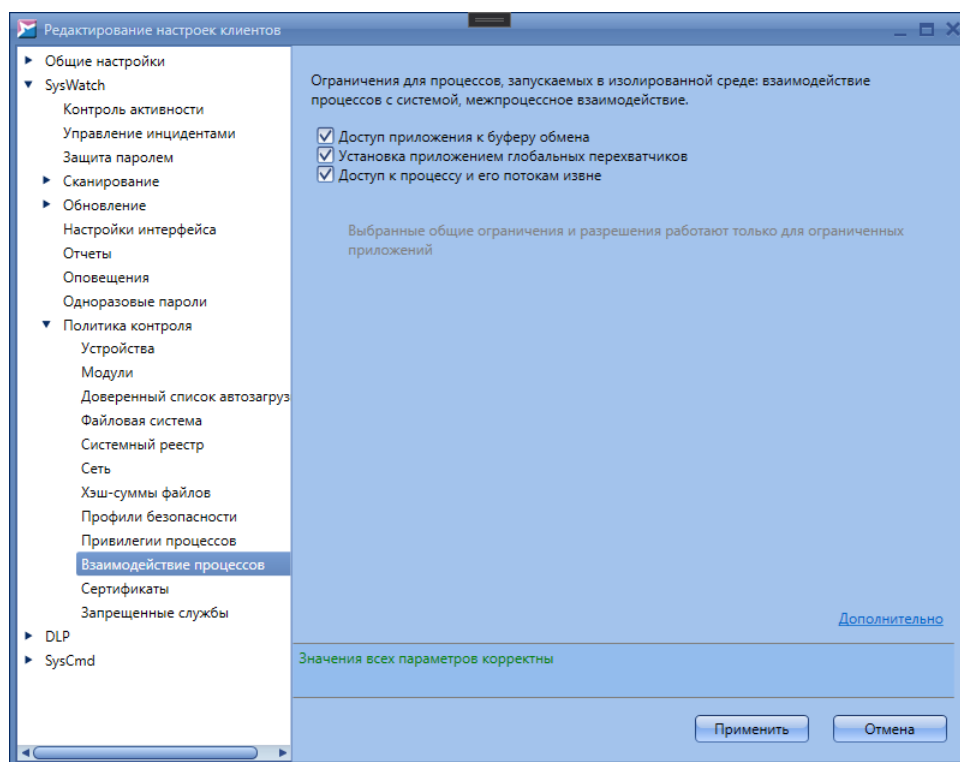 Редактирование настроек клиентов
Общие настройки
SysWatch
Контроль активности
Управление инцидентами
Защита паролем
Сканирование
Обновление
Настройки интерфейса
Отчеты
Оповещения
Одноразовые пароли
Политика контроля
Устройства
Модули
Доверенный список автозагруз
Файловая система
Системный реестр
Сеть
Хэш-суммы файлов
Профили безопасности
Привилегии процессов
Взаимодействие процессов
Сертификаты
Запрещенные службы
DLP
SysCmd
Ограничения для процессов, запускаемых в изолированной среде: взаимодействие
процессов с системой, межпроцессное взаимодействие.
Доступ приложения к буферу обмена
Установка приложением глобальных перехватчиков
Доступ к процессу и его потокам извне
Выбранные общие ограничения и разрешения работают только для ограниченных
приложений
Дополнительно
Значения всех параметров корректны
Применить
Отмена